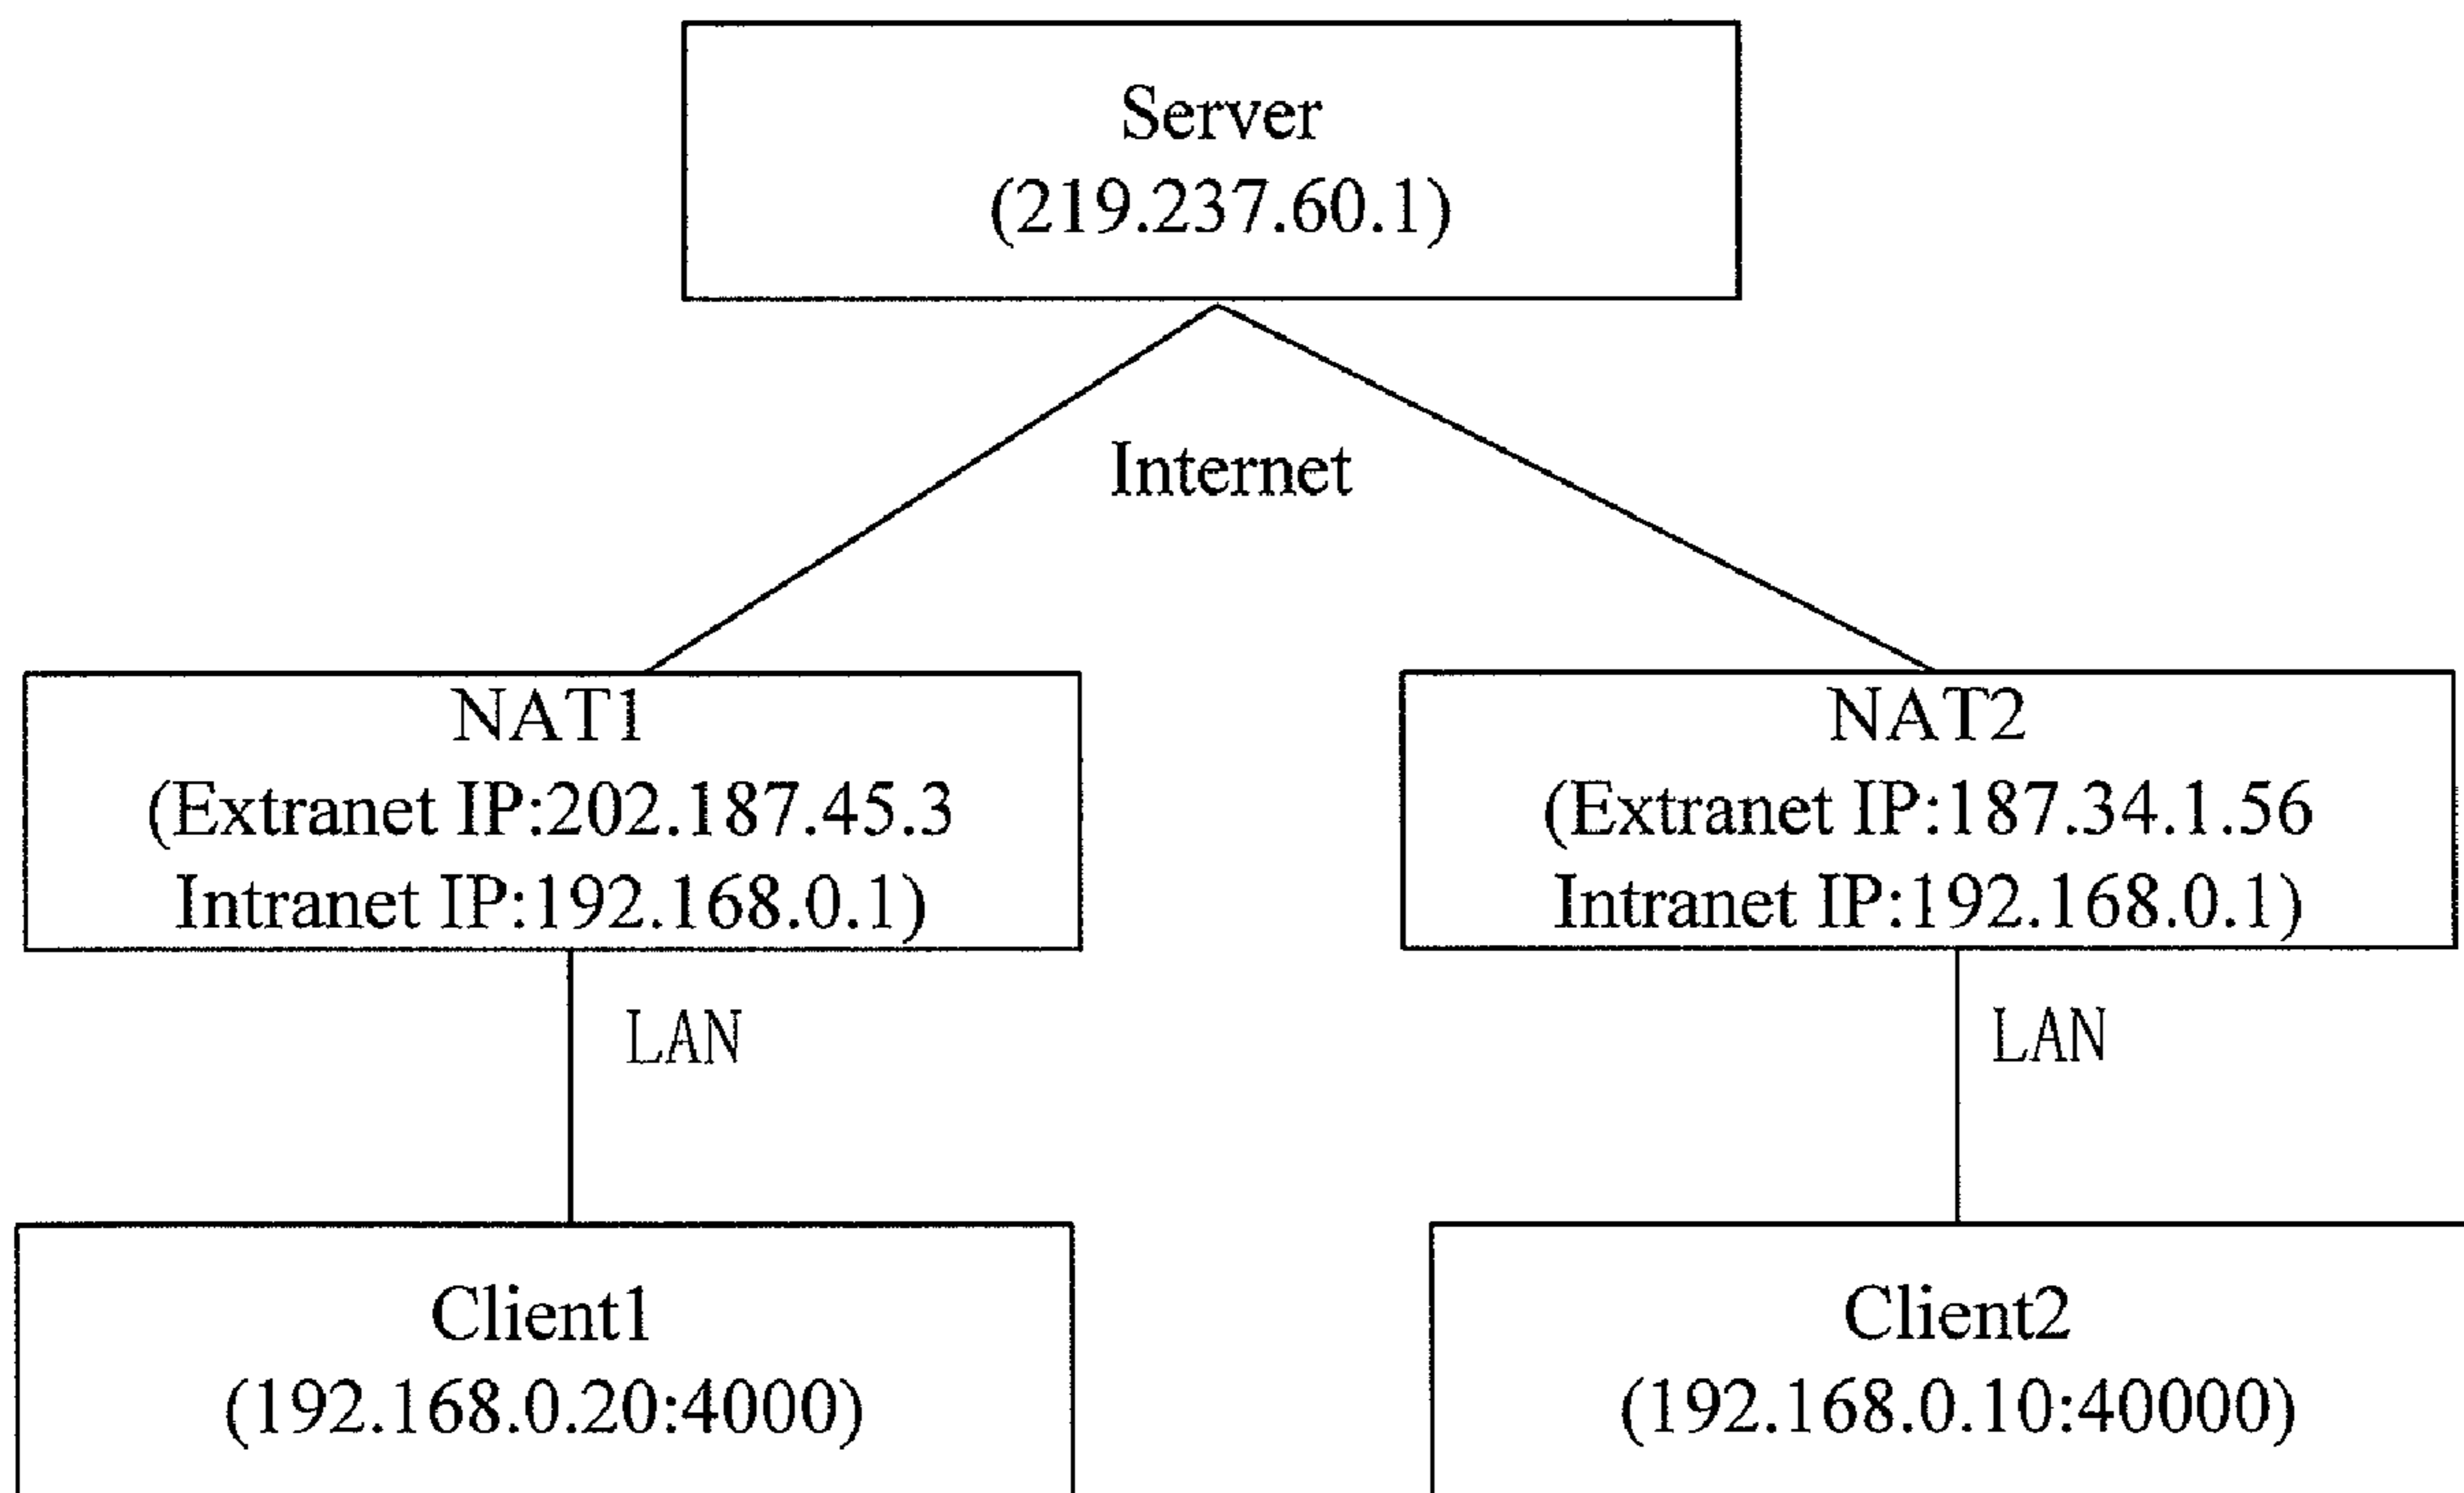 Server
(219.237.60.1)
Internet
NAT1
(Extranet IP:202.187.45.3
Intranet IP:192.168.0.1)
NAT2
(Extranet IP:187.34.1.56
Intranet IP:192.168.0.1)
LAN
LAN
Client1
(192.168.0.20:4000)
Client2
(192.168.0.10:40000)